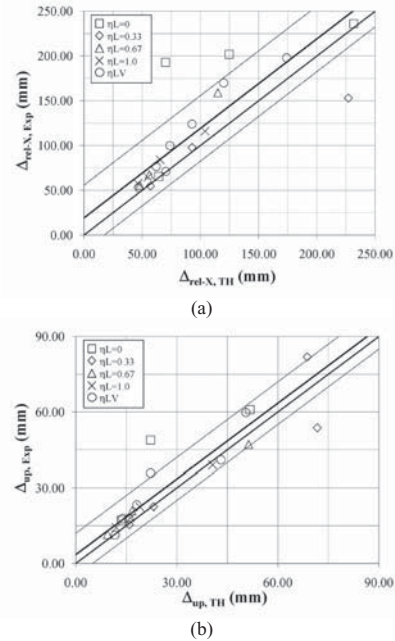 250.00
200.00
150.00
100.00
50.00
0.00
□ ηL=0
◇ ηL=0.33
△ ηL=0.67
× ηL=1.0
○ ηLV
Δrel-X, Exp (mm)
0.00 50.00 100.00 150.00 200.00 250.00
Δrel-X, TH (mm)
(a)
90.00
60.00
30.00
0.00
□ ηL=0
◇ ηL=0.33
△ ηL=0.67
× ηL=1.0
○ ηLV
Δup, Exp (mm)
0.00 30.00 60.00 90.00
Δup, TH (mm)
(b)